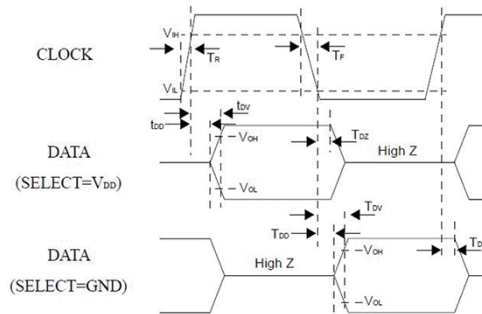 VIH
CLOCK
TR
TF
VIL
tDV
tDD
DATA
(SELECT=VDD)
VOH
TDZ
High Z
VOL
TDV
TDD
DATA
(SELECT=GND)
High Z
VOH
VOL
TD